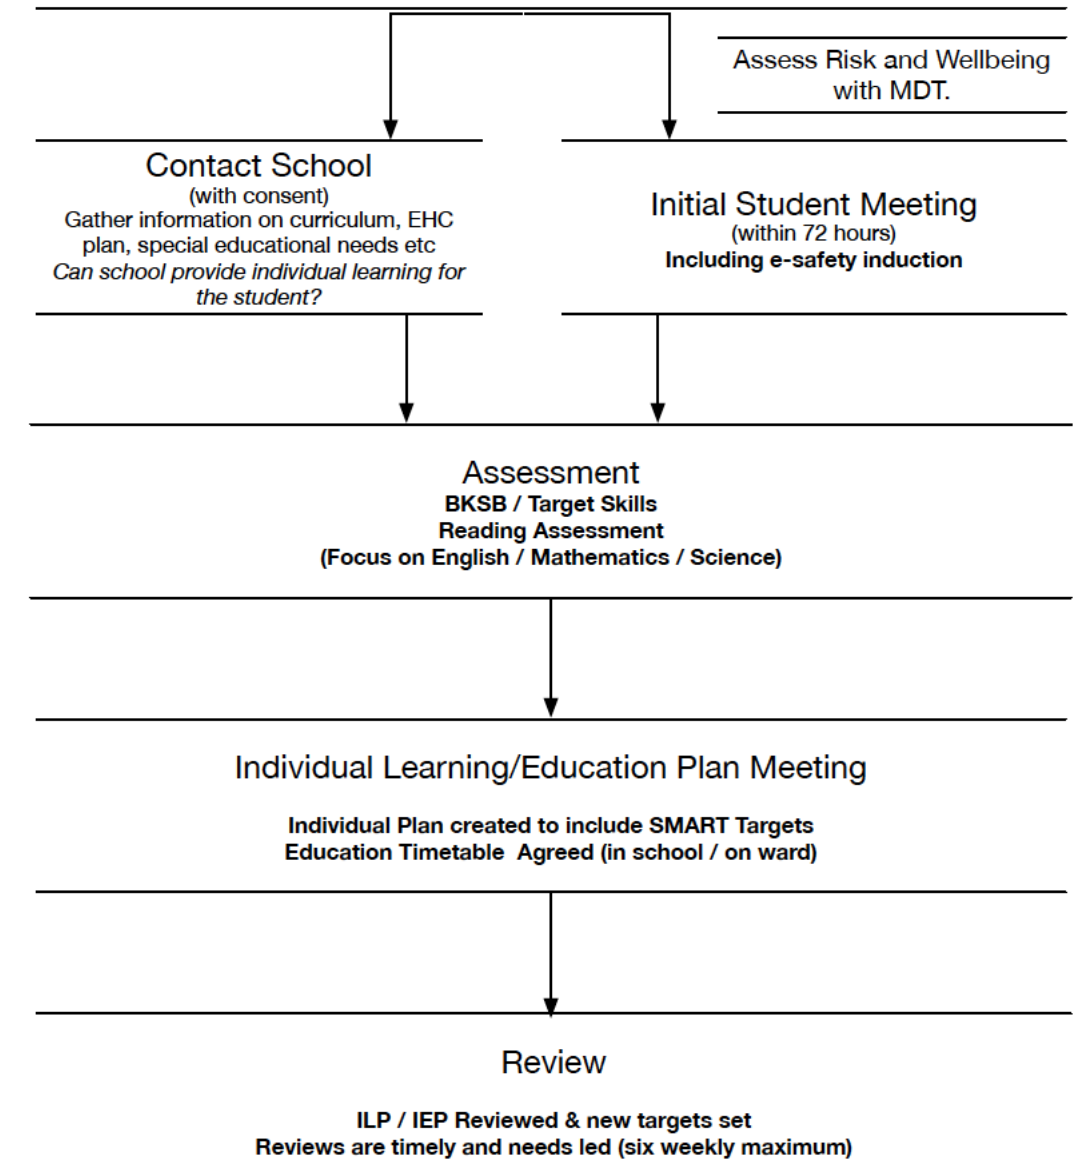 Assess Risk and Wellbeing
with MDT.
Contact School
(with consent)
Gather information on curriculum, EHC
plan, special educational needs etc
Can school provide individual learning for
the student?
Initial Student Meeting
(within 72 hours)
Including e-safety induction
Assessment
BKSB / Target Skills
Reading Assessment
(Focus on English / Mathematics / Science)
Individual Learning/Education Plan Meeting
Individual Plan created to include SMART Targets
Education Timetable  Agreed (in school / on ward)
Review
ILP / IEP Reviewed & new targets set
Reviews are timely and needs led (six weekly maximum)